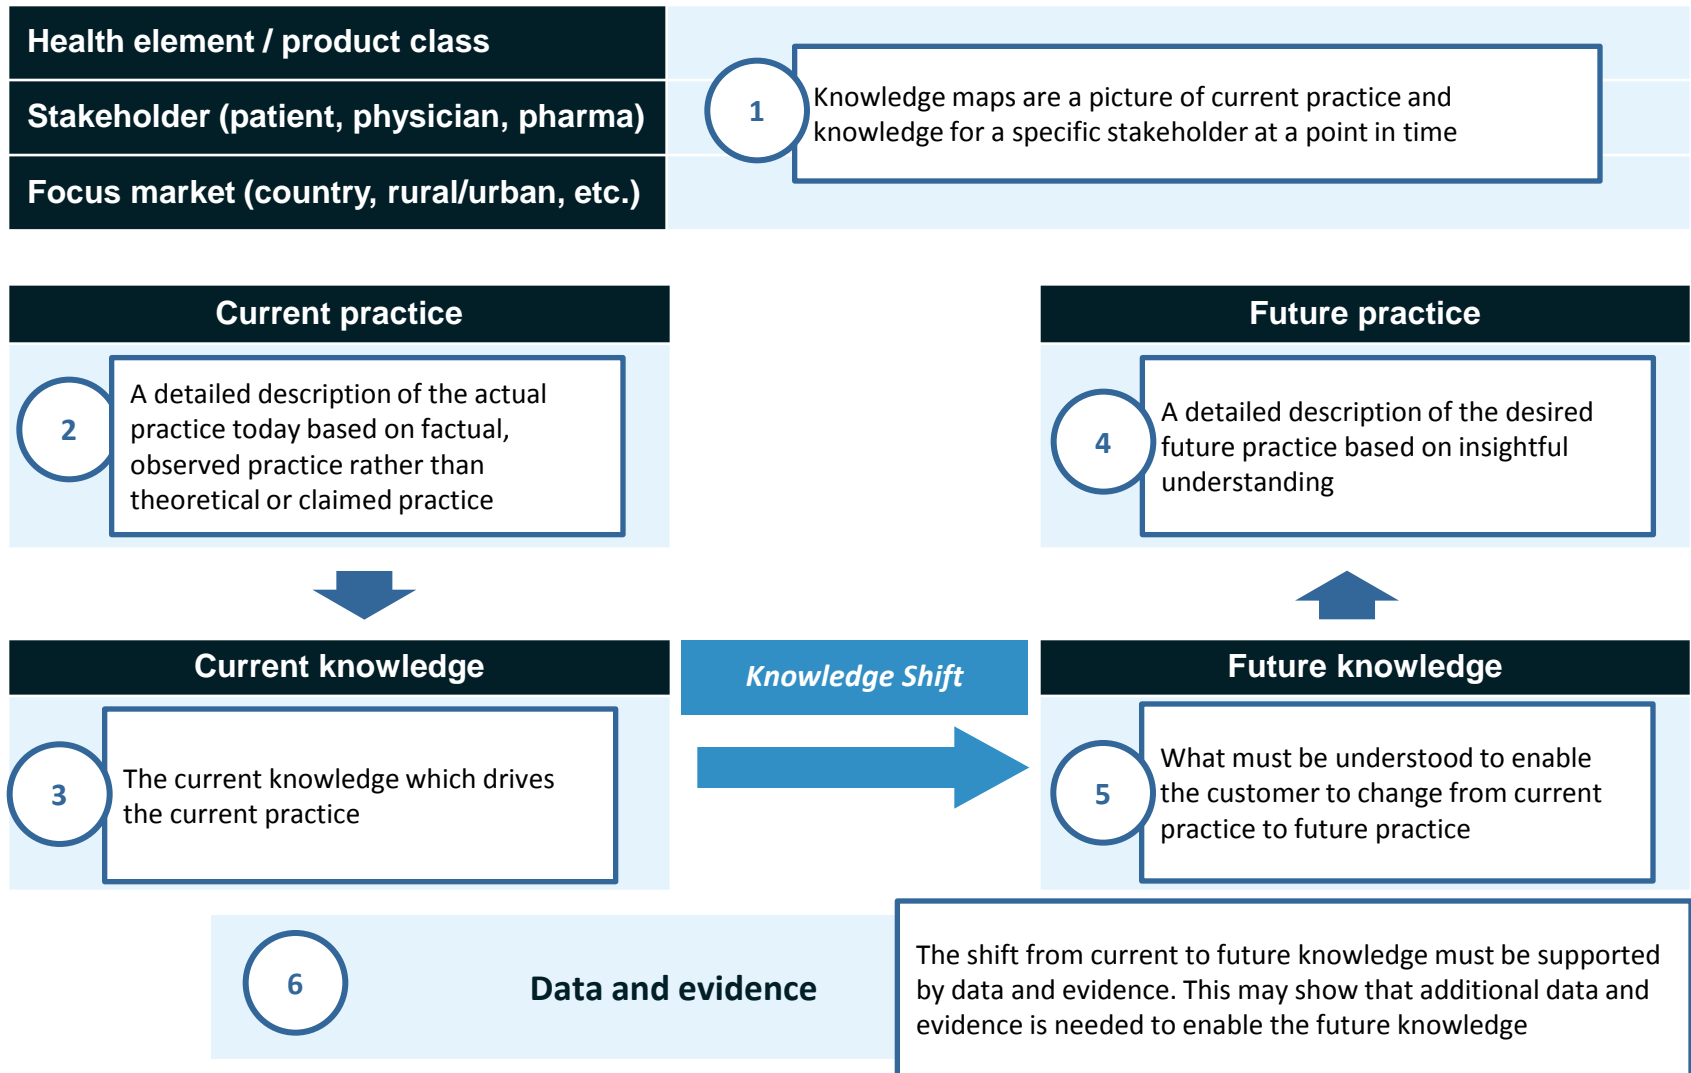 Health element / product class
Stakeholder (patient, physician, pharma)
Focus market (country, rural/urban, etc.)
1
Knowledge maps are a picture of current practice and
knowledge for a specific stakeholder at a point in time
Current practice
2
A detailed description of the actual
practice today based on factual,
observed practice rather than
theoretical or claimed practice
Future practice
4
A detailed description of the desired
future practice based on insightful
understanding
Current knowledge
3
The current knowledge which drives
the current practice
Knowledge Shift
Future knowledge
5
What must be understood to enable
the customer to change from current
practice to future practice
6
Data and evidence
The shift from current to future knowledge must be supported
by data and evidence. This may show that additional data and
evidence is needed to enable the future knowledge